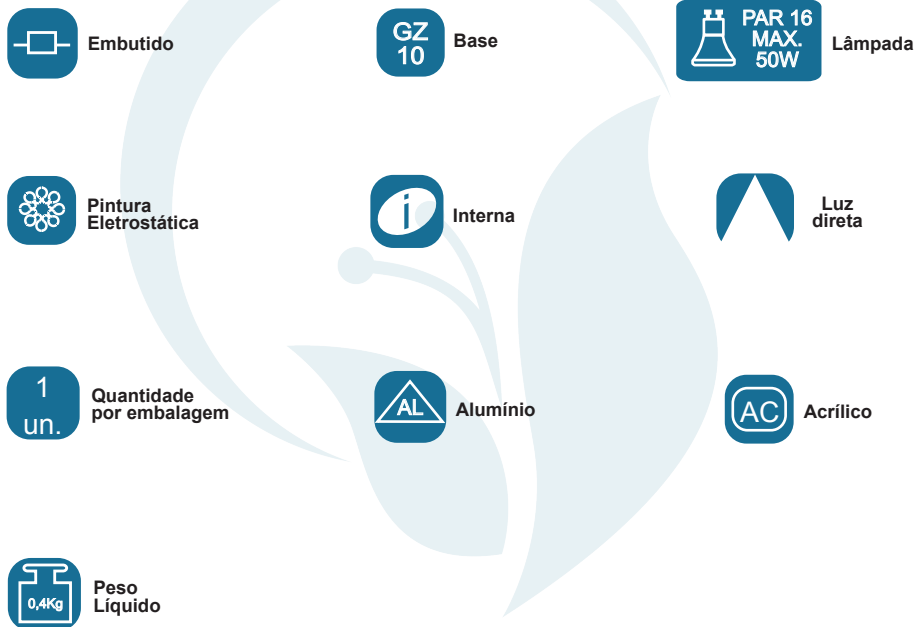 Embutido
GZ
10
Base
PAR 16
MAX.
50W
Lâmpada
Pintura
Eletrostática
i
Interna
Luz
direta
1
un.
Quantidade
por embalagem
AL
Alumínio
AC
Acrílico
0,4Kg
Peso
Líquido